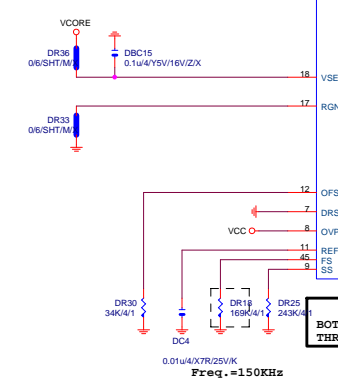 VCORE
DR36
0/6/SHT/M/
DBC15
0.1u/4/Y5V/16V/Z/X
18 VSE
DR33
0/6/SHT/M/
17 RGN
12 OFS
7 DRS
VCC 8 OVP
11 REF
45 FS
9 SS
DR30
34K/4/1
DC4
0.01u/4/X7R/25V/K
DR18
169K/4/1
DR25
243K/4/1
BOT
THR
Freq.=150KHz